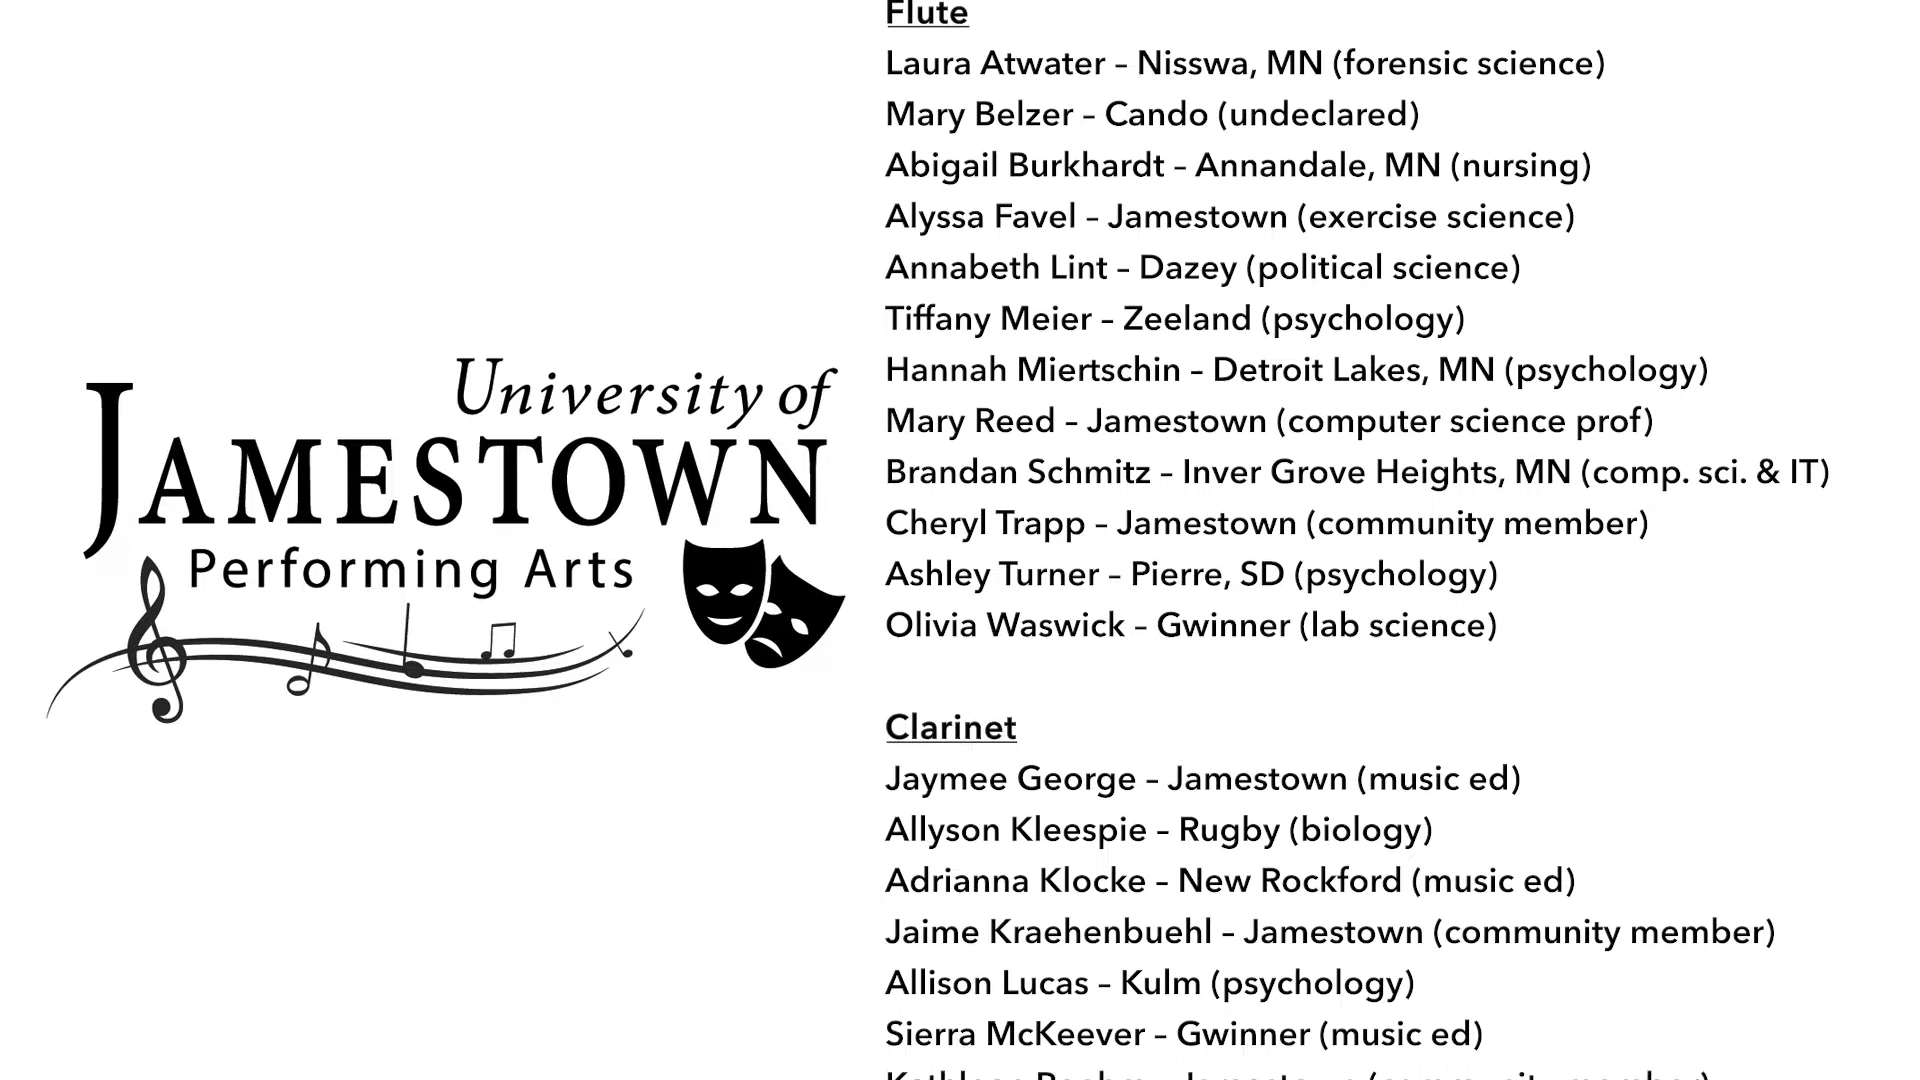 University of
JAMESTOWN
Performing Arts
Flute
Laura Atwater – Nisswa, MN (forensic science)
Mary Belzer – Cando (undeclared)
Abigail Burkhardt – Annandale, MN (nursing)
Alyssa Favel – Jamestown (exercise science)
Annabeth Lint – Dazey (political science)
Tiffany Meier – Zeeland (psychology)
Hannah Miertschin – Detroit Lakes, MN (psychology)
Mary Reed – Jamestown (computer science prof)
Brandan Schmitz – Inver Grove Heights, MN (comp. sci. & IT)
Cheryl Trapp – Jamestown (community member)
Ashley Turner – Pierre, SD (psychology)
Olivia Waswick – Gwinner (lab science)
Clarinet
Jaymee George – Jamestown (music ed)
Allyson Kleespie – Rugby (biology)
Adrianna Klocke – New Rockford (music ed)
Jaime Kraehenbuehl – Jamestown (community member)
Allison Lucas – Kulm (psychology)
Sierra McKeever – Gwinner (music ed)